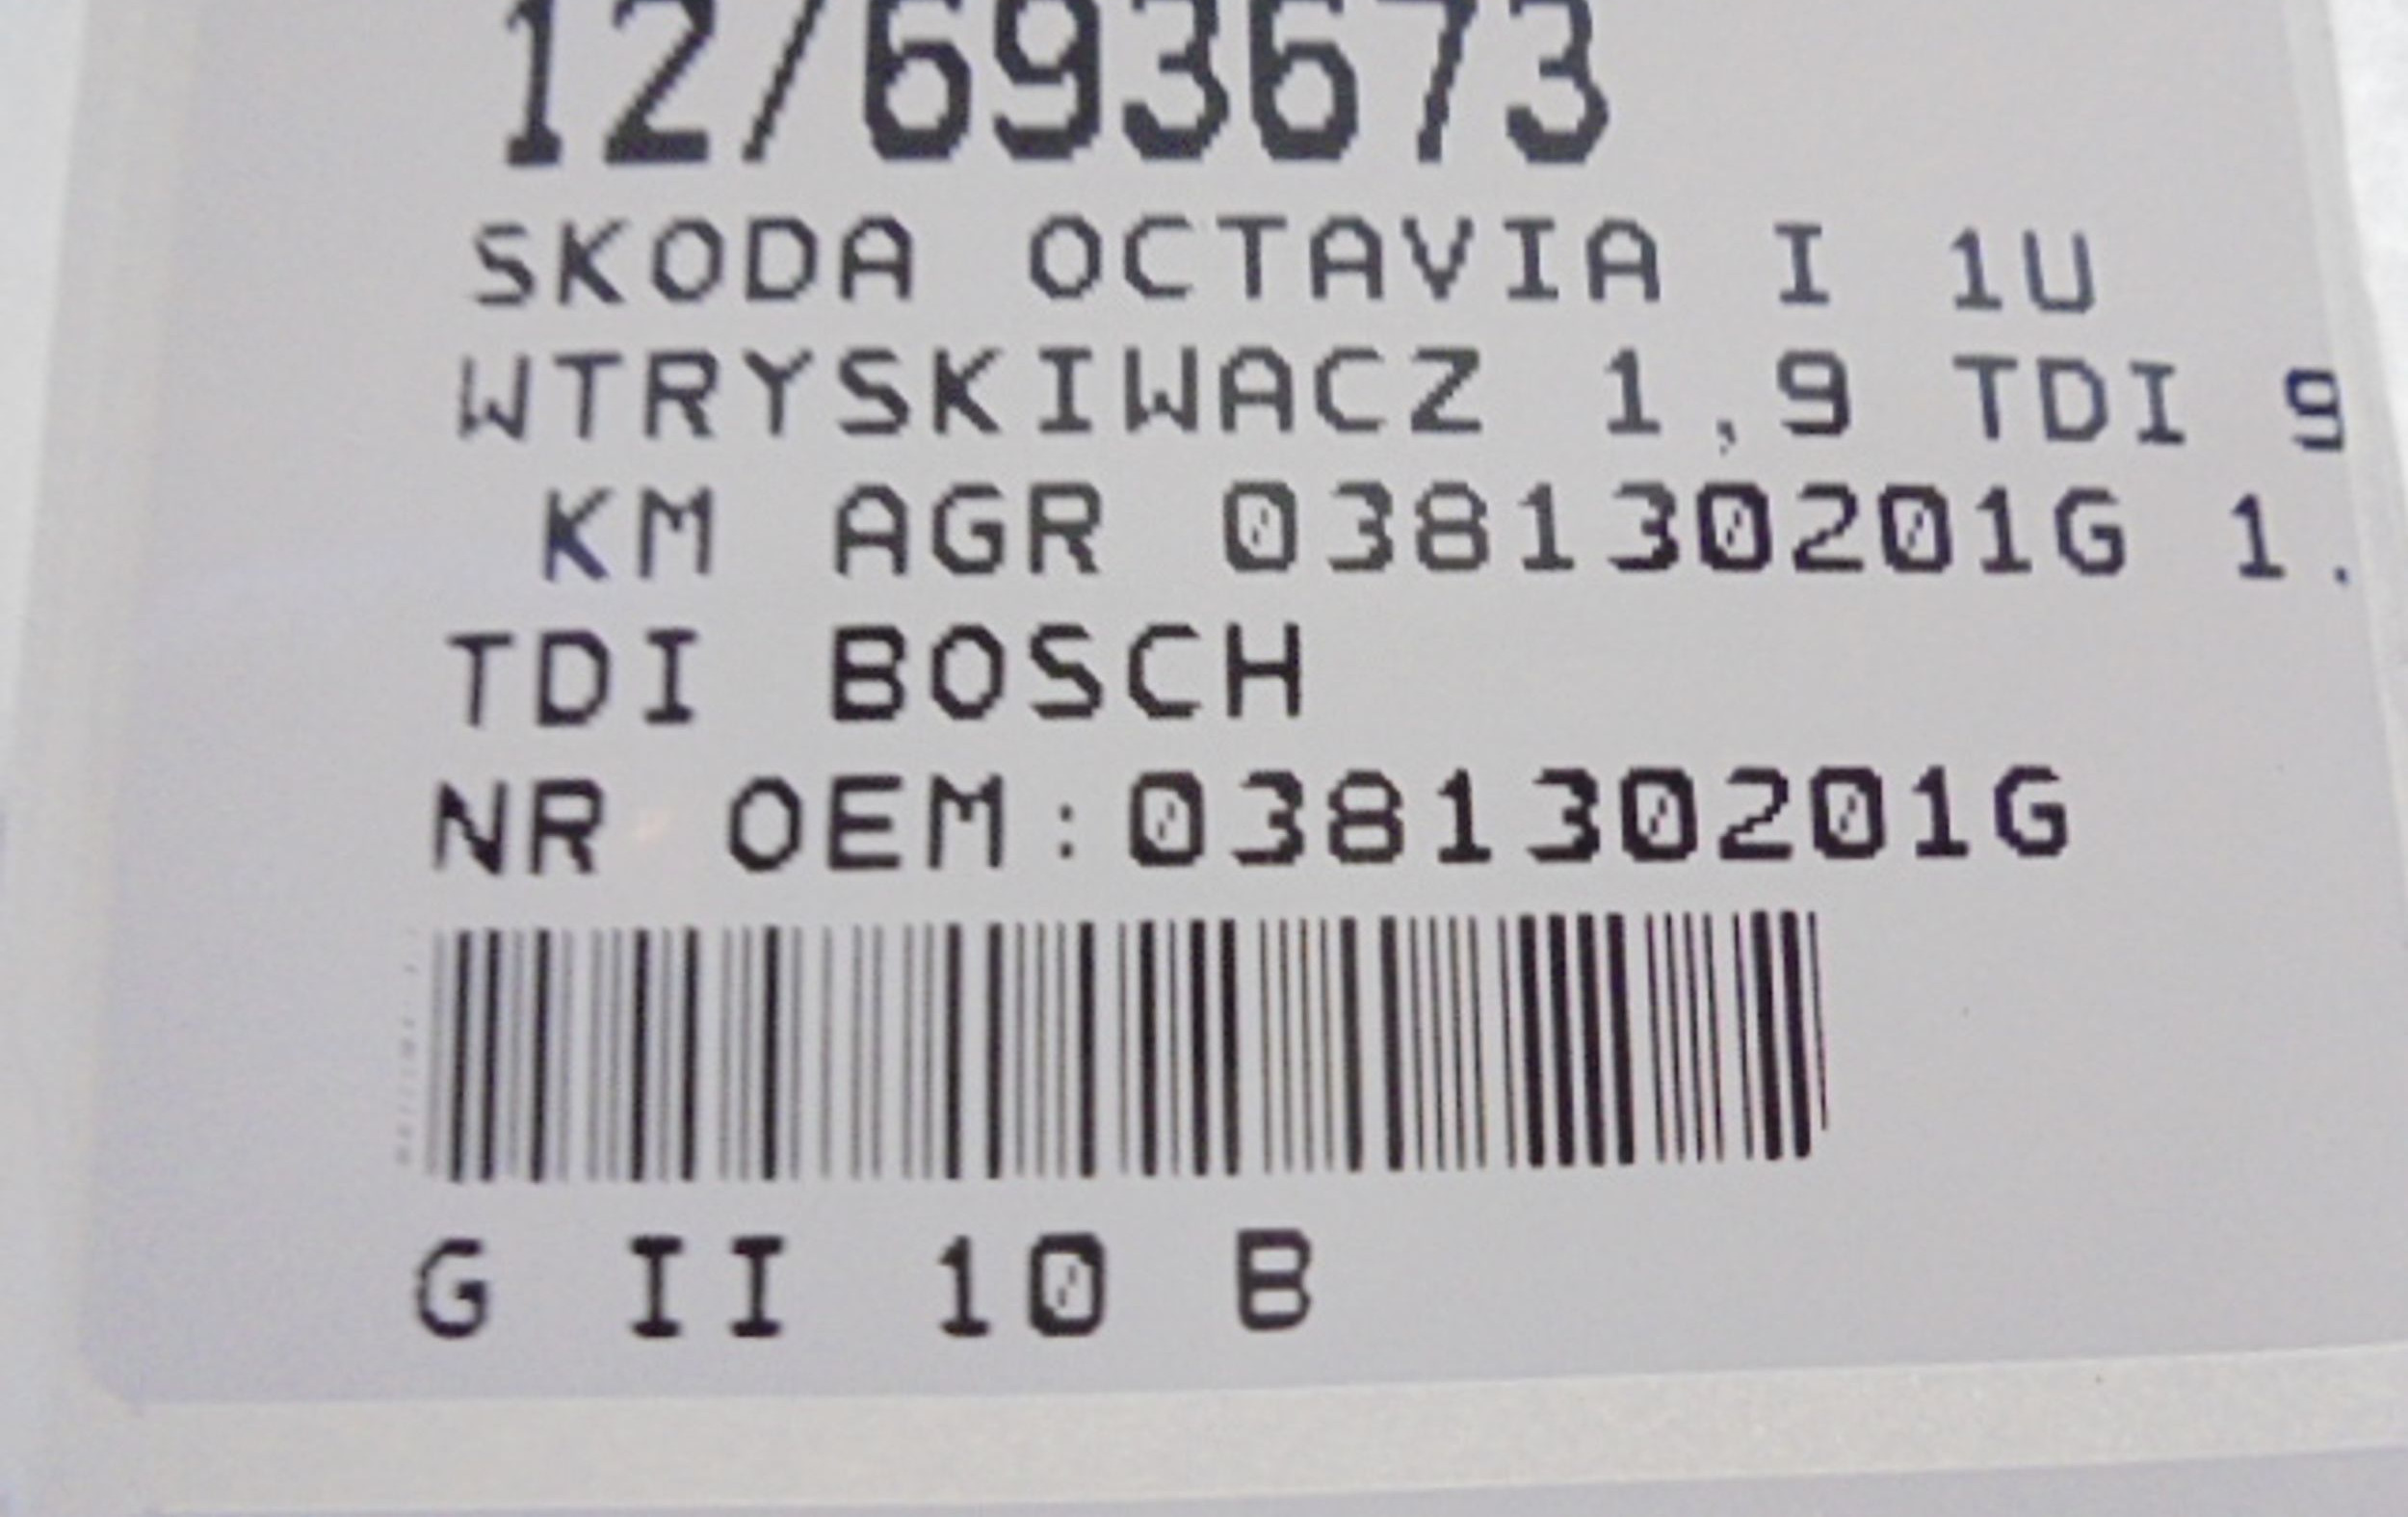 12/693673
SKODA OCTAVIA I 1U
WTRYSKIWACZ 1,9 TDI 9
KM AGR 038130201G 1.
TDI BOSCH
NR OEM:038130201G
G II 10 B